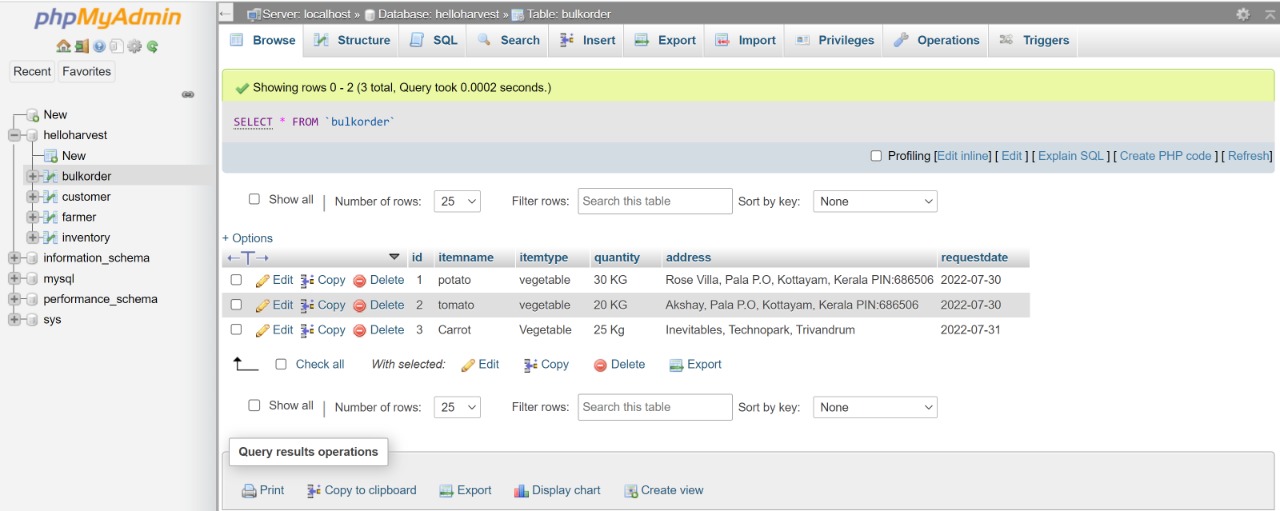 phpMyAdmin
Recent Favorites
New
helloharvest
New
bulkorder
customer
farmer
inventory
information_schema
mysql
performance_schema
sys
Server: localhost » Database: helloharvest » Table: bulkorder
Browse Structure SQL Search Insert Export Import Privileges Operations Triggers
Showing rows 0 - 2 (3 total, Query took 0.0002 seconds.)
SELECT * FROM `bulkorder`
Profiling [Edit inline] [ Edit ] [ Explain SQL ] [ Create PHP code ] [ Refresh]
Show all | Number of rows: 25 Filter rows: Search this table Sort by key: None
+ Options
←T→ id itemname itemtype quantity address requestdate
Edit Copy Delete 1 potato vegetable 30 KG Rose Villa, Pala P.O, Kottayam, Kerala PIN:686506 2022-07-30
Edit Copy Delete 2 tomato vegetable 20 KG Akshay, Pala P.O, Kottayam, Kerala PIN:686506 2022-07-30
Edit Copy Delete 3 Carrot Vegetable 25 Kg Inevitables, Technopark, Trivandrum 2022-07-31
Check all With selected: Edit Copy Delete Export
Show all | Number of rows: 25 Filter rows: Search this table Sort by key: None
Query results operations
Print Copy to clipboard Export Display chart Create view